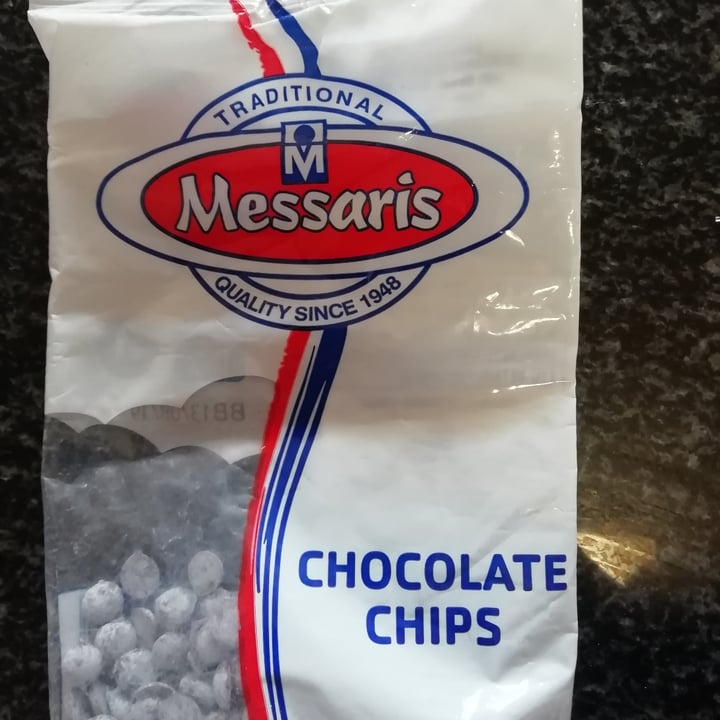 TRADITIONAL
M
Messaris
QUALITY SINCE 1948
CHOCOLATE
CHIPS